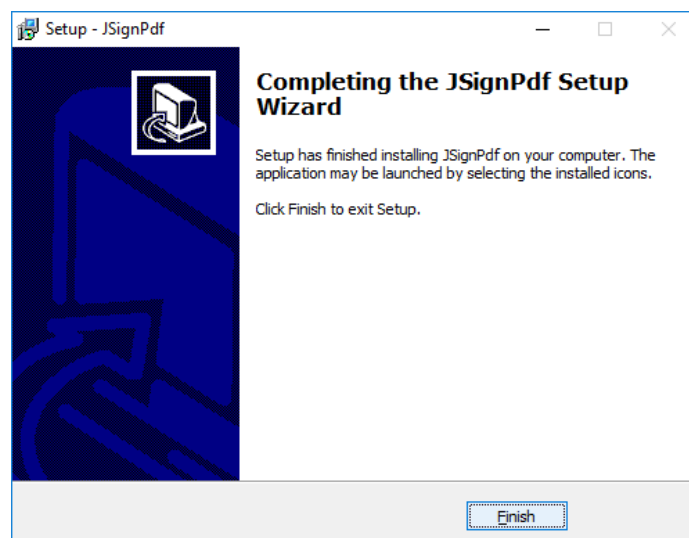 Setup - JSignPdf
Completing the JSignPdf Setup
Wizard
Setup has finished installing JSignPdf on your computer. The
application may be launched by selecting the installed icons.
Click Finish to exit Setup.
Finish